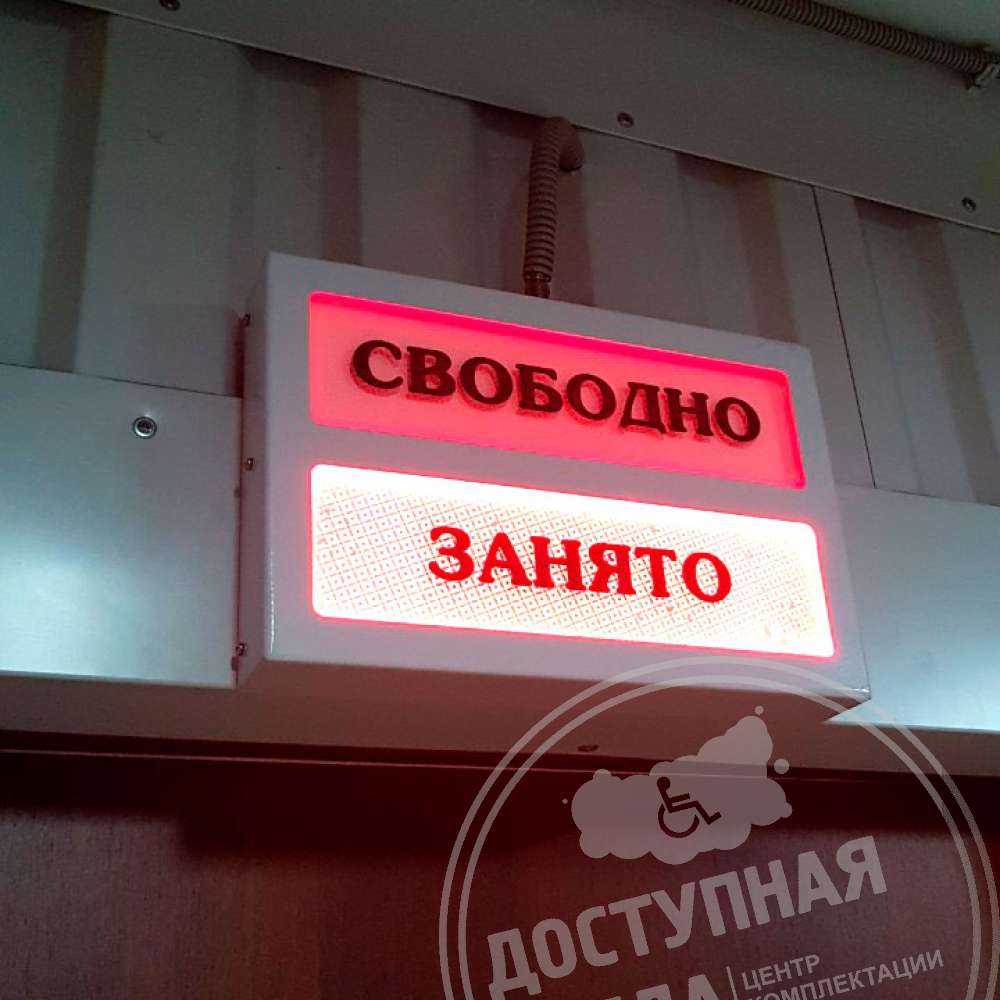 СВОБОДНО
ЗАНЯТО
ДОСТУПНАЯ
ЦЕНТР
КОМПЛЕКТАЦИИ